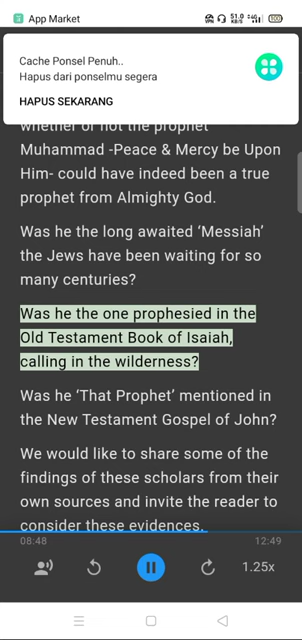 App Market
51.0
KB/S
Cache Ponsel Penuh..
Hapus dari ponselmu segera
HAPUS SEKARANG
whether or not the prophet
Muhammad -Peace & Mercy be Upon
Him- could have indeed been a true
prophet from Almighty God.
Was he the long awaited ‘Messiah’
the Jews have been waiting for so
many centuries?
Was he the one prophesied in the
Old Testament Book of Isaiah,
calling in the wilderness?
Was he ‘That Prophet’ mentioned in
the New Testament Gospel of John?
We would like to share some of the
findings of these scholars from their
own sources and invite the reader to
consider these evidences.
08:48
12:49
1.25x